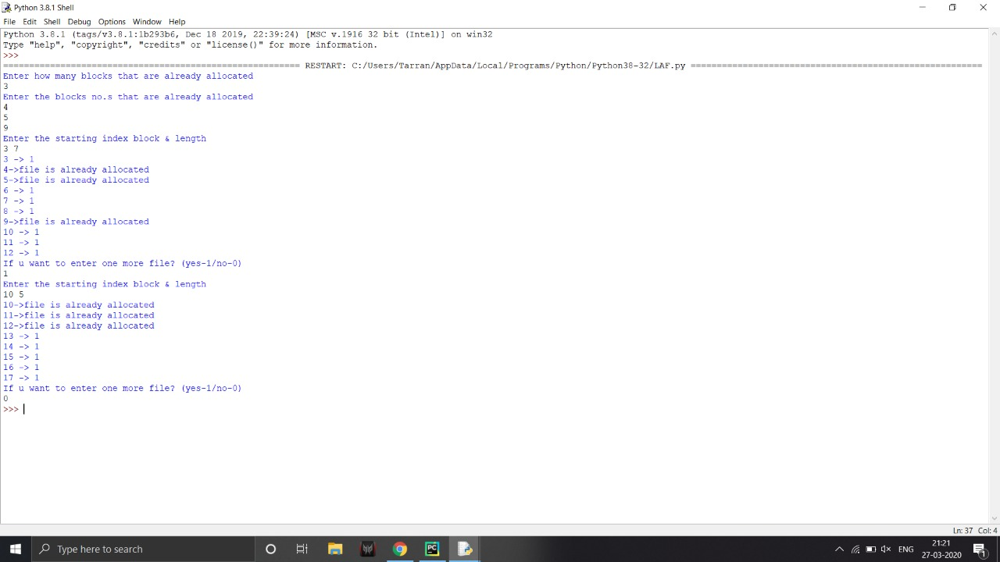 Python 3.8.1 Shell
File Edit Shell Debug Options Window Help
Python 3.8.1 (tags/v3.8.1:1b293b6, Dec 18 2019, 22:39:24) [MSC v.1916 32 bit (Intel)] on win32
Type "help", "copyright", "credits" or "license()" for more information.
>>>
========================================================= RESTART: C:/Users/Tarran/AppData/Local/Programs/Python/Python38-32/LAF.py ========================================================
Enter how many blocks that are already allocated
3
Enter the blocks no.s that are already allocated
4
5
9
Enter the starting index block & length
3 7
3 -> 1
4->file is already allocated
5->file is already allocated
6 -> 1
7 -> 1
8 -> 1
9->file is already allocated
10 -> 1
11 -> 1
12 -> 1
If u want to enter one more file? (yes-1/no-0)
1
Enter the starting index block & length
10 5
10->file is already allocated
11->file is already allocated
12->file is already allocated
13 -> 1
14 -> 1
15 -> 1
16 -> 1
17 -> 1
If u want to enter one more file? (yes-1/no-0)
0
>>>
Ln: 37 Col: 4
Type here to search
PC
ENG
21:21
27-03-2020
1